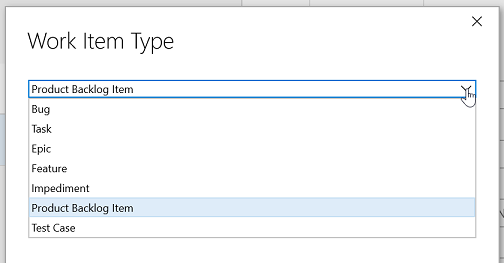 Work Item Type
Product Backlog Item
Bug
Task
Epic
Feature
Impediment
Product Backlog Item
Test Case